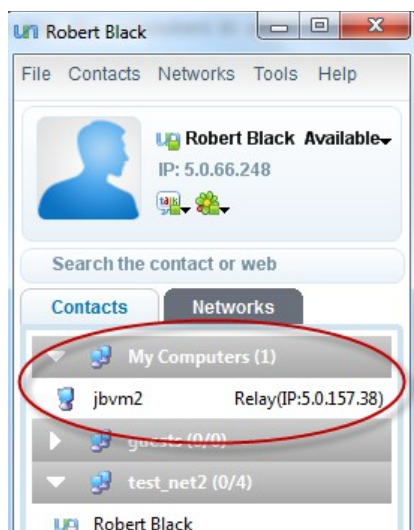 un Robert Black
File Contacts Networks Tools Help
Robert Black Available
IP: 5.0.66.248
talk
Search the contact or web
Contacts Networks
My Computers (1)
jbvm2 Relay(IP:5.0.157.38)
guests (0/0)
test_net2 (0/4)
Robert Black